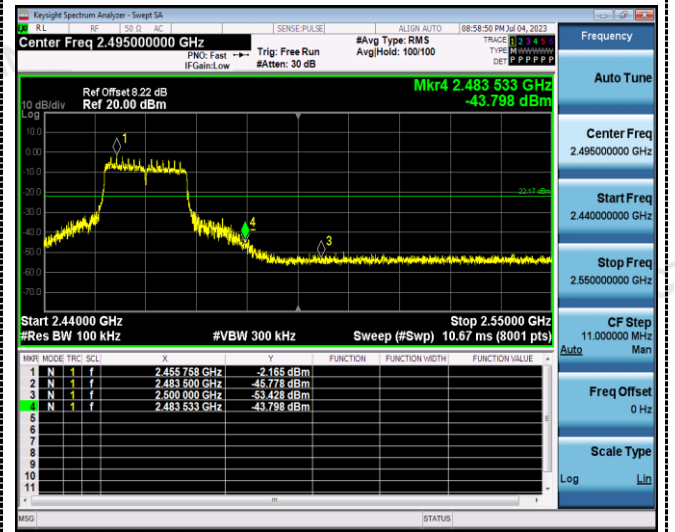 Keysight Spectrum Analyzer - Swept SA
RL RF 50 Ω AC SENSE:PULSE ALIGN AUTO 08:58:50 PM Jul 04, 2023
Center Freq 2.495000000 GHz
PNO: Fast
IFGain:Low
Trig: Free Run
#Atten: 30 dB
#Avg Type: RMS
Avg|Hold: 100/100
TRACE 1 2 3 4 5 6
TYPE M W W W W W
DET P P P P P P
Frequency
Mkr4 2.483 533 GHz
-43.798 dBm
Ref Offset 8.22 dB
10 dB/div Ref 20.00 dBm
Log
10.0
0.00
-10.0
-20.0
-30.0
-40.0
-50.0
-60.0
-70.0
1
4
3
-22.17 dBm
Start 2.44000 GHz
Stop 2.55000 GHz
#Res BW 100 kHz #VBW 300 kHz Sweep (#Swp) 10.67 ms (8001 pts)
MKR MODE TRC SCL X Y FUNCTION FUNCTION WIDTH FUNCTION VALUE
1 N 1 f 2.455 758 GHz -2.165 dBm
2 N 1 f 2.483 500 GHz -45.778 dBm
3 N 1 f 2.500 000 GHz -53.428 dBm
4 N 1 f 2.483 533 GHz -43.798 dBm
5
6
7
8
9
10
11
MSG STATUS
Auto Tune
Center Freq
2.495000000 GHz
Start Freq
2.440000000 GHz
Stop Freq
2.550000000 GHz
CF Step
11.000000 MHz
Auto Man
Freq Offset
0 Hz
Scale Type
Log Lin